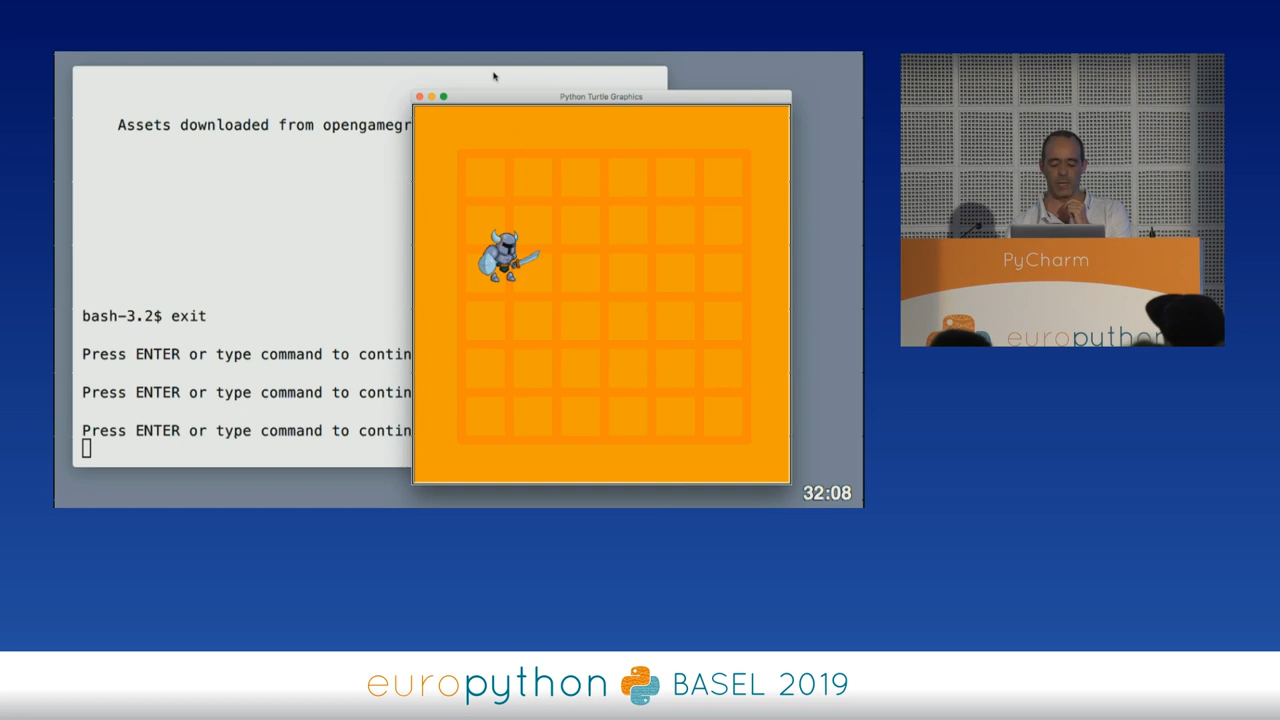 Python Turtle Graphics
Assets downloaded from opengamegr
bash-3.2$ exit
Press ENTER or type command to contin
Press ENTER or type command to contin
Press ENTER or type command to contin
32:08
PyCharm
europython
europython BASEL 2019